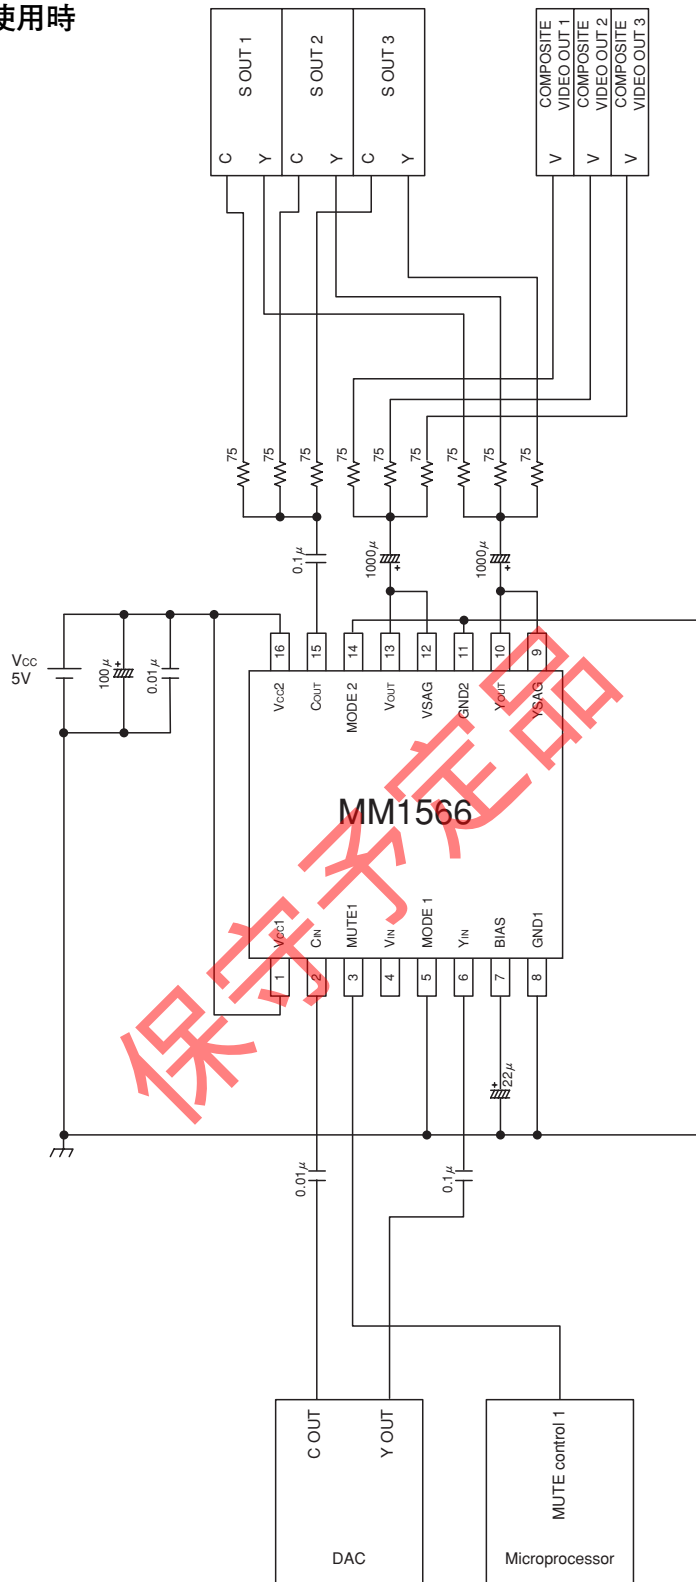 使用時
S OUT 1
S OUT 2
S OUT 3
C
Y
C
Y
C
Y
COMPOSITE
VIDEO OUT 1
COMPOSITE
VIDEO OUT 2
COMPOSITE
VIDEO OUT 3
V
V
V
75
75
75
75
75
75
75
75
75
0.1μ
1000μ
+
1000μ
+
Vcc
5V
100μ
+
0.01μ
16
15
14
13
12
11
10
9
Vcc2
COUT
MODE 2
VOUT
VSAG
GND2
YOUT
YSAG
MM1566
Vcc1
CIN
MUTE1
VIN
MODE 1
YIN
BIAS
GND1
1
2
3
4
5
6
7
8
+
22μ
0.01μ
0.1μ
C OUT
Y OUT
DAC
MUTE control 1
Microprocessor
保守予定品